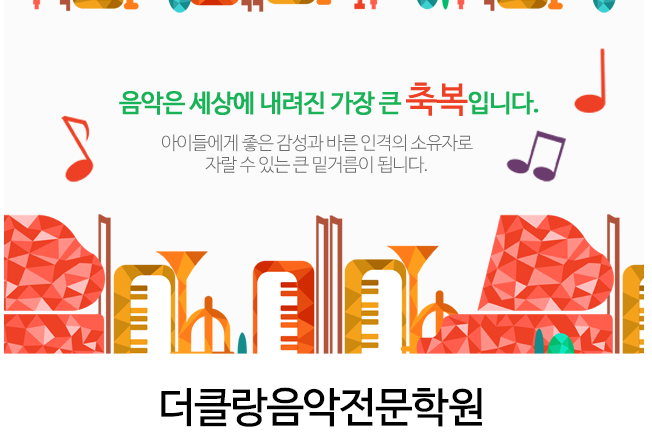 음악은 세상에 내려진 가장 큰 축복입니다.
아이들에게 좋은 감성과 바른 인격의 소유자로
자랄 수 있는 큰 밑거름이 됩니다.
더클랑음악전문학원